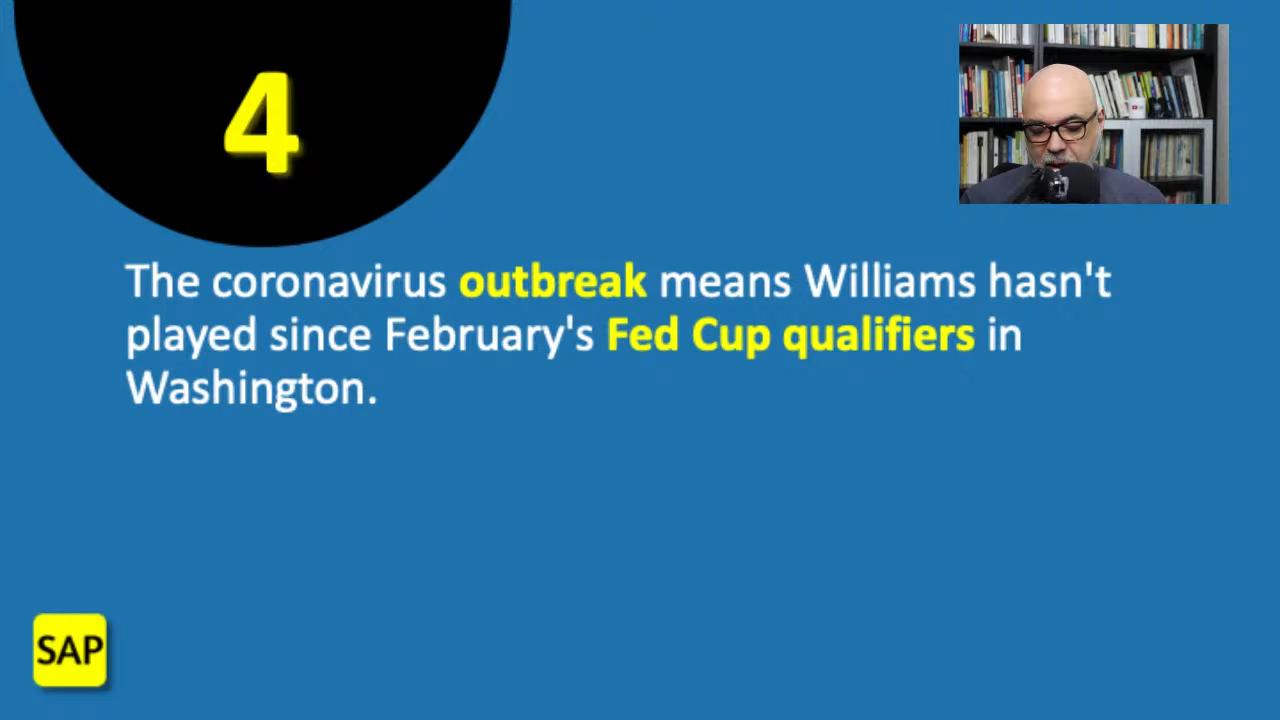 4
The coronavirus outbreak means Williams hasn't
played since February's Fed Cup qualifiers in
Washington.
SAP